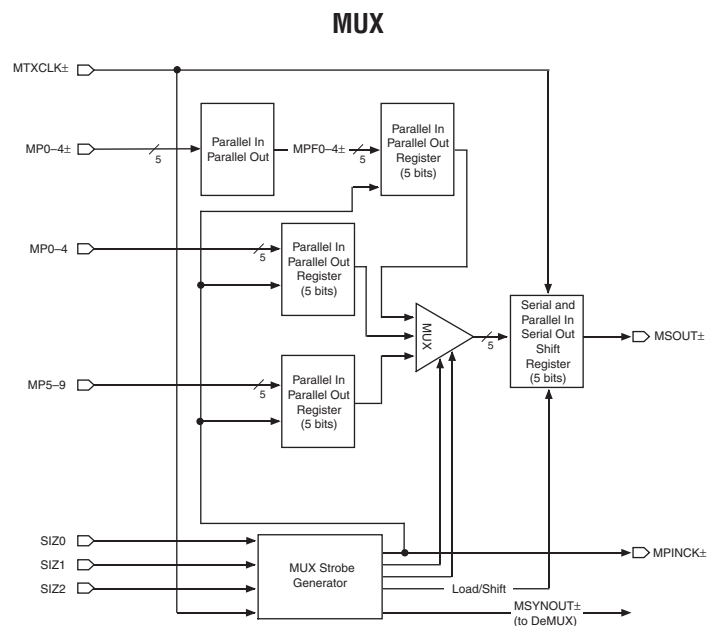 MUX
MTXCLK±
MP0–4±
5
Parallel In
Parallel Out
MPF0–4±
5
Parallel In
Parallel Out
Register
(5 bits)
MP0–4
5
Parallel In
Parallel Out
Register
(5 bits)
MUX
5
Serial and
Parallel In
Serial Out
Shift
Register
(5 bits)
MSOUT±
MP5–9
5
Parallel In
Parallel Out
Register
(5 bits)
SIZ0
SIZ1
SIZ2
MUX Strobe
Generator
MPINCK±
Load/Shift
MSYNOUT±
(to DeMUX)